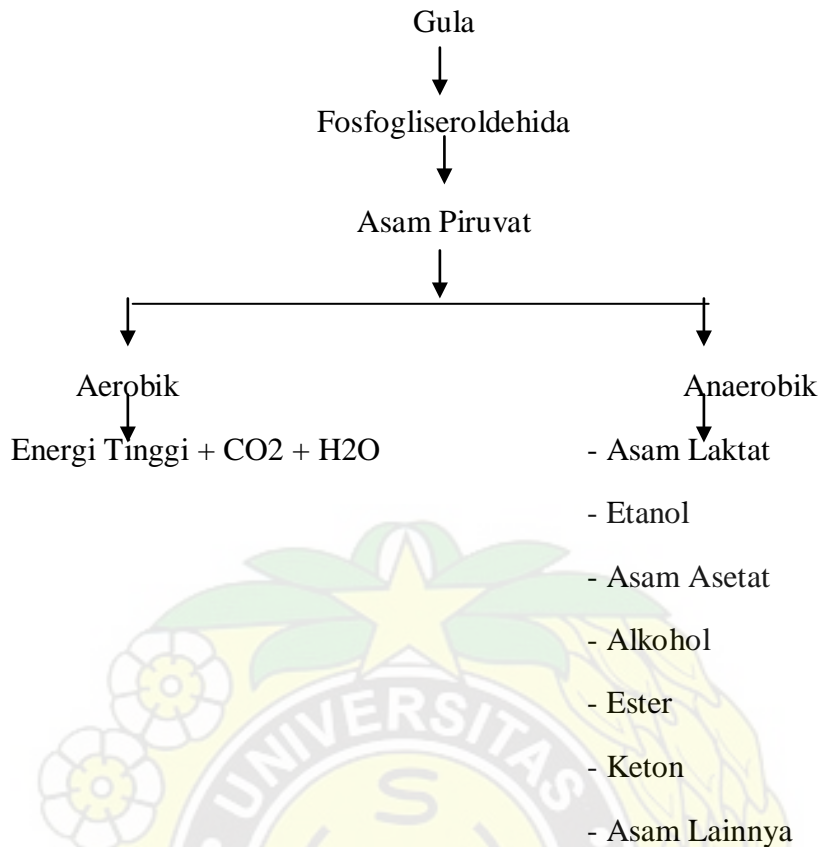 Gula
Fosfogliseroldehida
Asam Piruvat
Aerobik Anaerobik
Energi Tinggi + CO2 + H2O - Asam Laktat
- Etanol
- Asam Asetat
- Alkohol
- Ester
- Keton
- Asam Lainnya
UNIVERSITAS
S